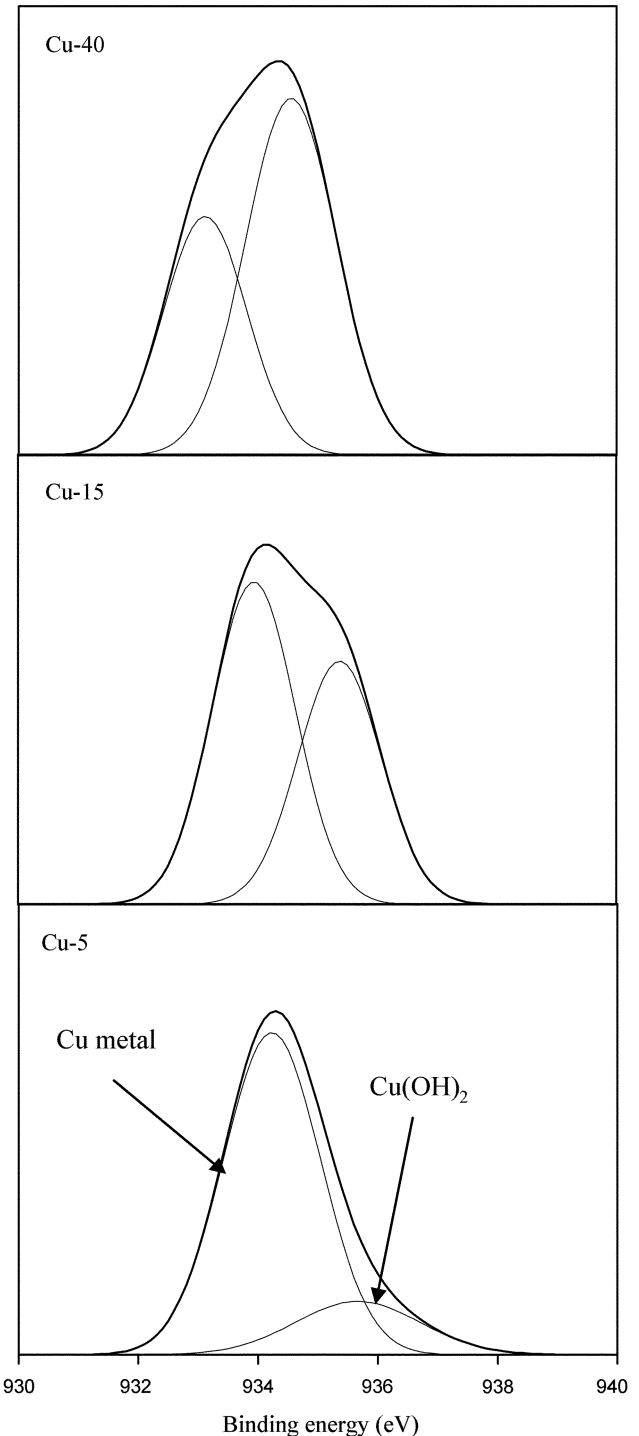 Cu-40
Cu-15
Cu-5
Cu metal
Cu(OH)₂
930 932 934 936 938 940
Binding energy (eV)